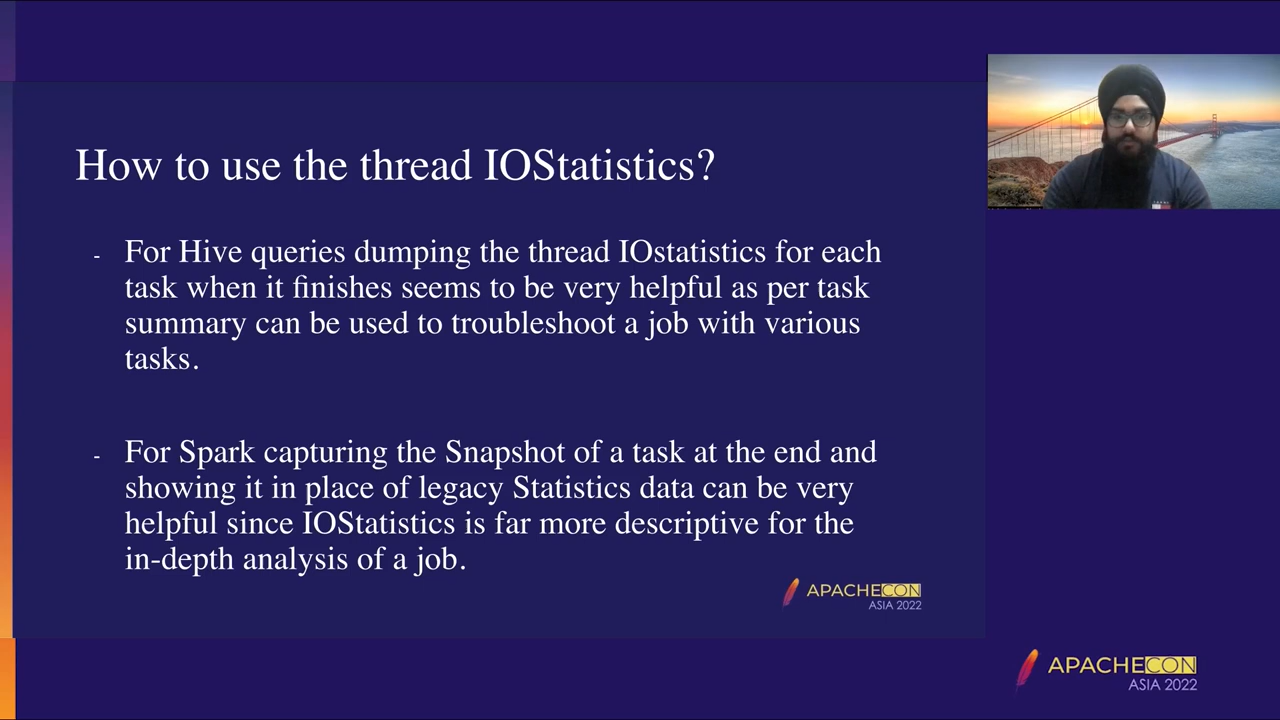 How to use the thread IOStatistics?
- For Hive queries dumping the thread IOstatistics for each
task when it finishes seems to be very helpful as per task
summary can be used to troubleshoot a job with various
tasks.
- For Spark capturing the Snapshot of a task at the end and
showing it in place of legacy Statistics data can be very
helpful since IOStatistics is far more descriptive for the
in-depth analysis of a job.
APACHECON
ASIA 2022
APACHECON
ASIA 2022